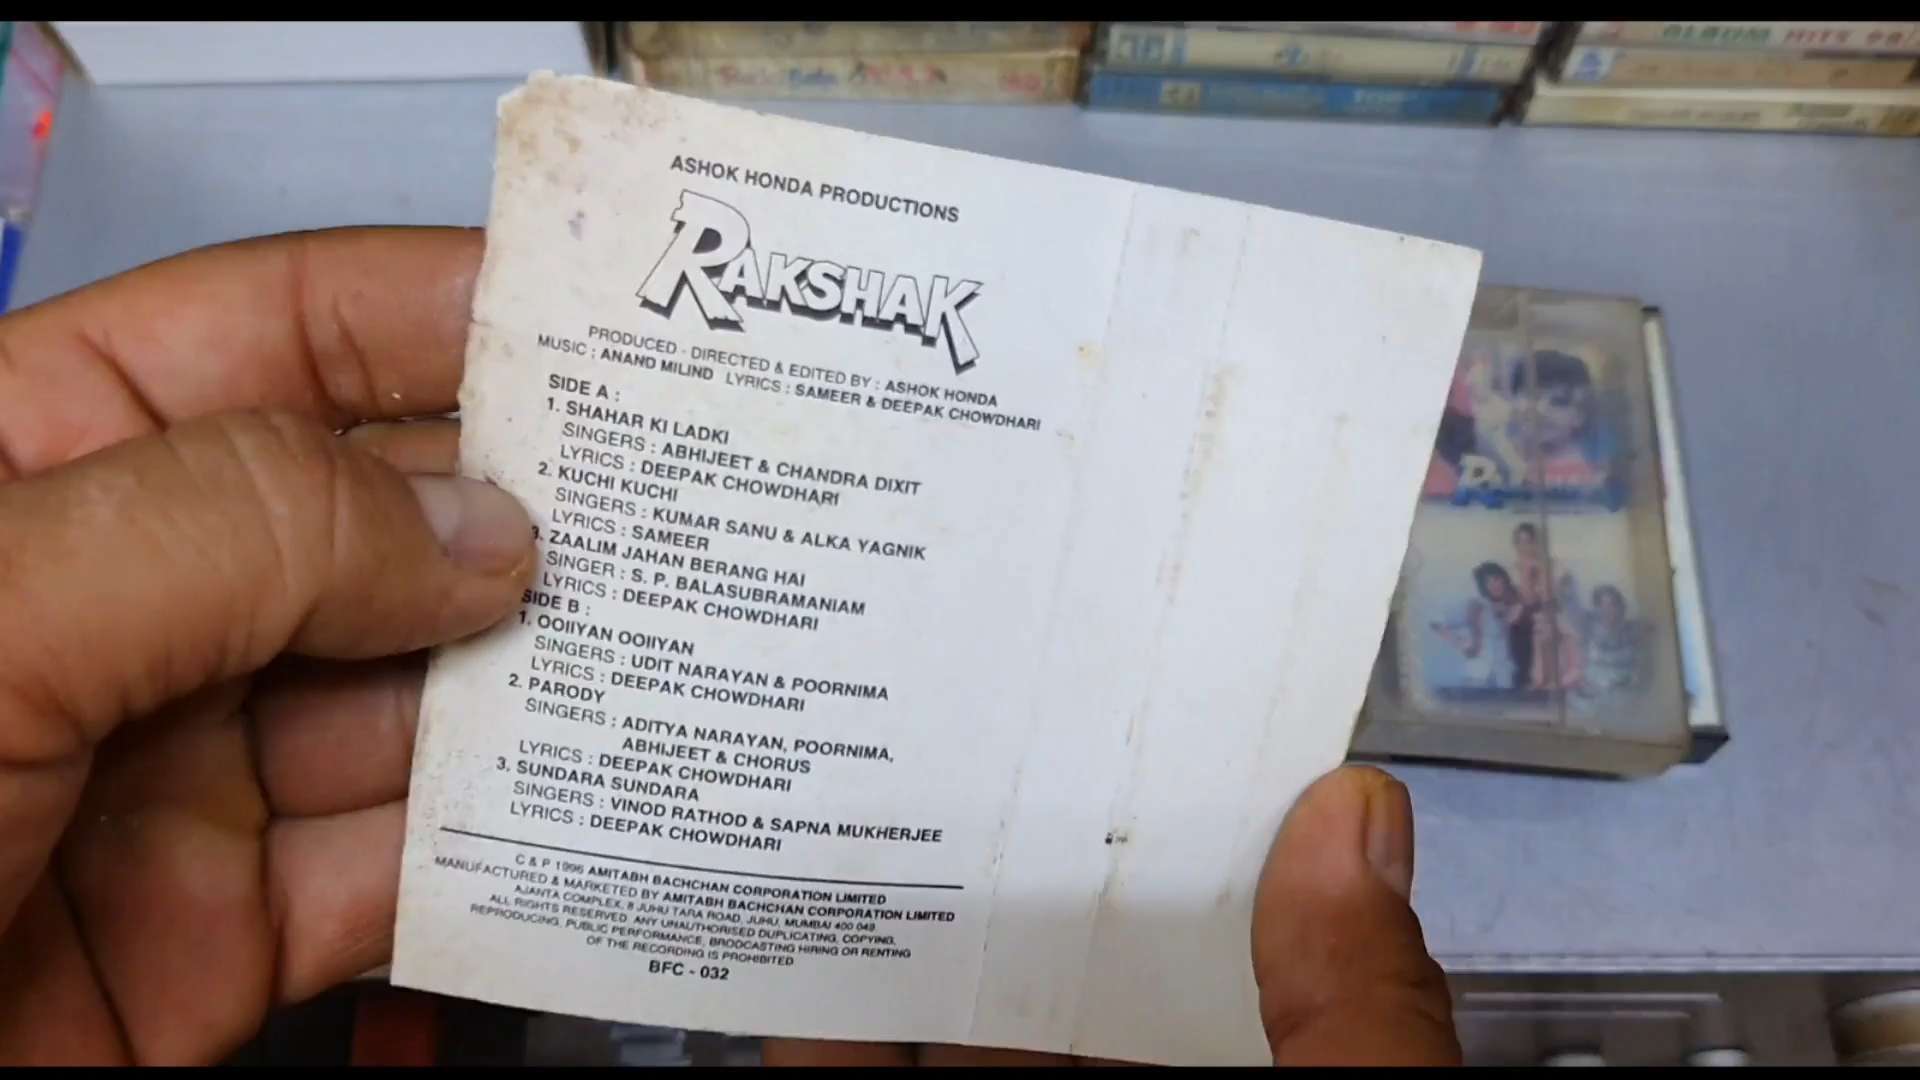 ALBUM HITS
ASHOK HONDA PRODUCTIONS
RAKSHAK
PRODUCED - DIRECTED & EDITED BY : ASHOK HONDA
MUSIC : ANAND MILIND LYRICS : SAMEER & DEEPAK CHOWDHARI
SIDE A :
1. SHAHAR KI LADKI
SINGERS : ABHIJEET & CHANDRA DIXIT
LYRICS : DEEPAK CHOWDHARI
2. KUCHI KUCHI
SINGERS : KUMAR SANU & ALKA YAGNIK
LYRICS : SAMEER
3. ZAALIM JAHAN BERANG HAI
SINGER : S. P. BALASUBRAMANIAM
LYRICS : DEEPAK CHOWDHARI
SIDE B :
1. OOIIYAN OOIIYAN
SINGERS : UDIT NARAYAN & POORNIMA
LYRICS : DEEPAK CHOWDHARI
2. PARODY
SINGERS : ADITYA NARAYAN, POORNIMA,
ABHIJEET & CHORUS
LYRICS : DEEPAK CHOWDHARI
3. SUNDARA SUNDARA
SINGERS : VINOD RATHOD & SAPNA MUKHERJEE
LYRICS : DEEPAK CHOWDHARI
C & P 1996 AMITABH BACHCHAN CORPORATION LIMITED
MANUFACTURED & MARKETED BY AMITABH BACHCHAN CORPORATION LIMITED
AJANTA COMPLEX, 8 JUHU TARA ROAD, JUHU, MUMBAI 400 049.
ALL RIGHTS RESERVED. ANY UNAUTHORISED DUPLICATING, COPYING,
REPRODUCING, PUBLIC PERFORMANCE, BRODCASTING HIRING OR RENTING
OF THE RECORDING IS PROHIBITED
BFC - 032
RAKSHAK